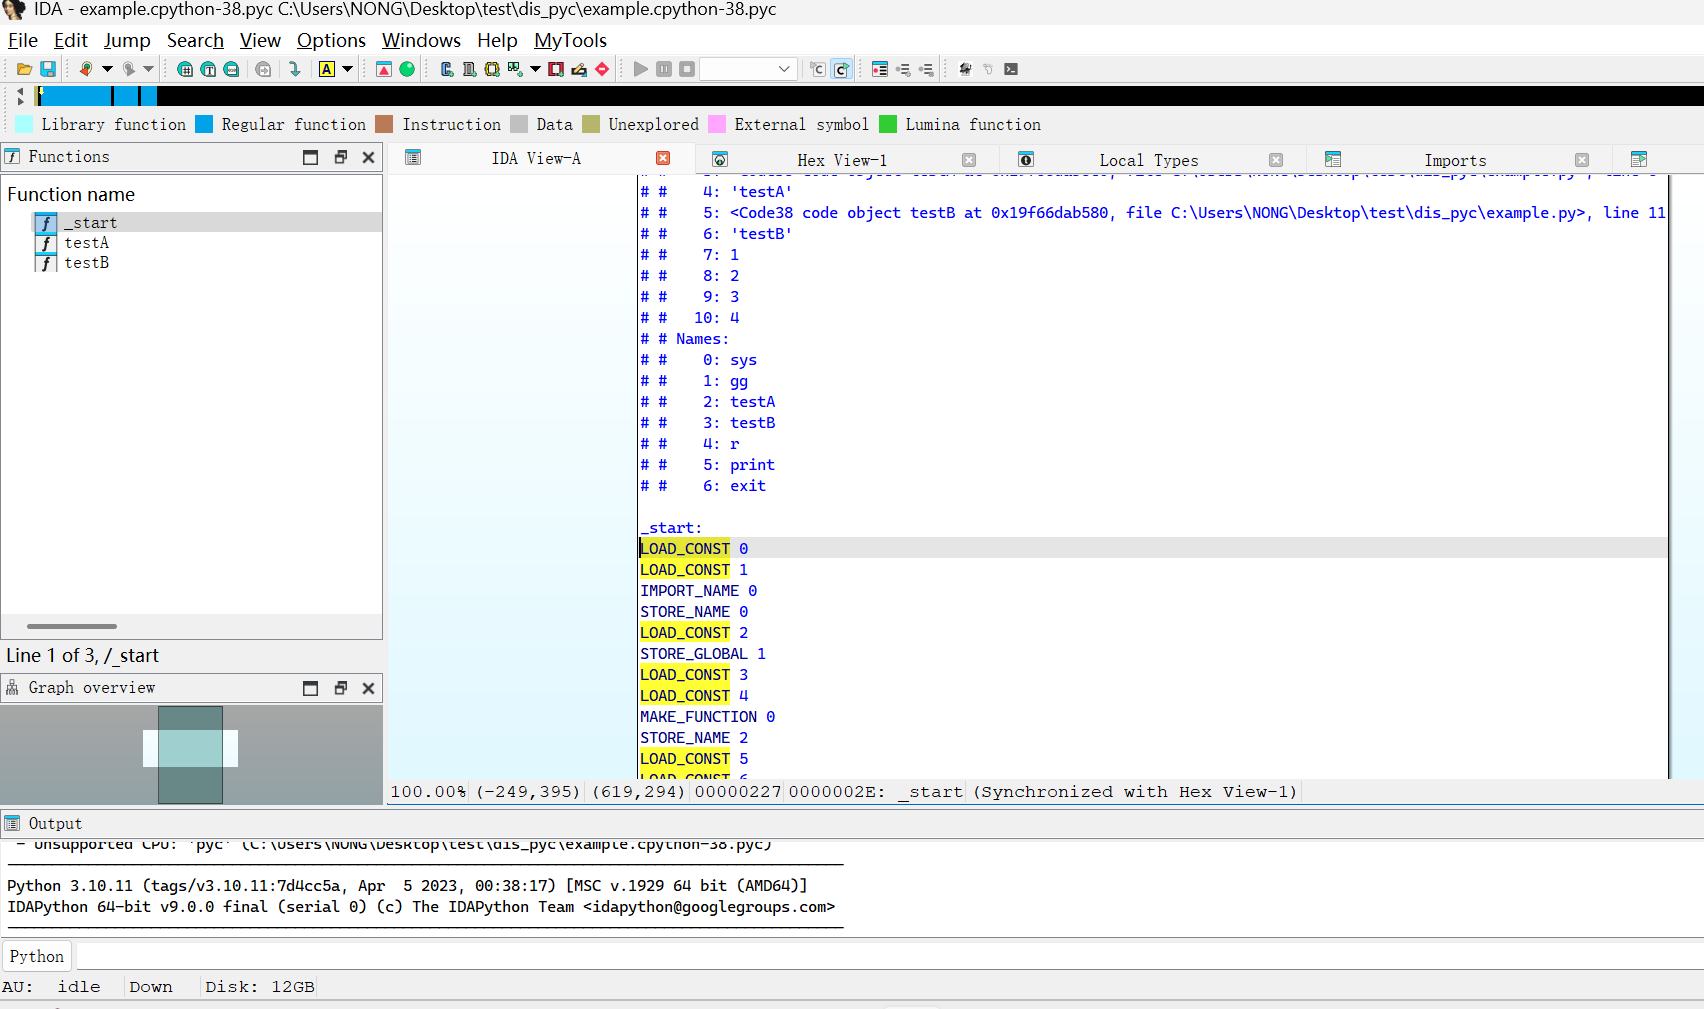 IDA - example.cpython-38.pyc C:\Users\NONG\Desktop\test\dis_pyc\example.cpython-38.pyc
File Edit Jump Search View Options Windows Help MyTools
Library function Regular function Instruction Data Unexplored External symbol Lumina function
Functions
IDA View-A
Hex View-1
Local Types
Imports
Function name
_start
testA
testB
Line 1 of 3, /_start
Graph overview
# # 4: 'testA'
# # 5: <Code38 code object testB at 0x19f66dab580, file C:\Users\NONG\Desktop\test\dis_pyc\example.py>, line 11
# # 6: 'testB'
# # 7: 1
# # 8: 2
# # 9: 3
# # 10: 4
# # Names:
# # 0: sys
# # 1: gg
# # 2: testA
# # 3: testB
# # 4: r
# # 5: print
# # 6: exit
_start:
LOAD_CONST 0
LOAD_CONST 1
IMPORT_NAME 0
STORE_NAME 0
LOAD_CONST 2
STORE_GLOBAL 1
LOAD_CONST 3
LOAD_CONST 4
MAKE_FUNCTION 0
STORE_NAME 2
LOAD_CONST 5
LOAD_CONST 6
100.00% (-249,395) (619,294) 00000227 0000002E: _start (Synchronized with Hex View-1)
Output
- Unsupported CPU: 'pyc' (C:\Users\NONG\Desktop\test\dis_pyc\example.cpython-38.pyc)
Python 3.10.11 (tags/v3.10.11:7d4cc5a, Apr  5 2023, 00:38:17) [MSC v.1929 64 bit (AMD64)]
IDAPython 64-bit v9.0.0 final (serial 0) (c) The IDAPython Team <idapython@googlegroups.com>
Python
AU: idle Down Disk: 12GB